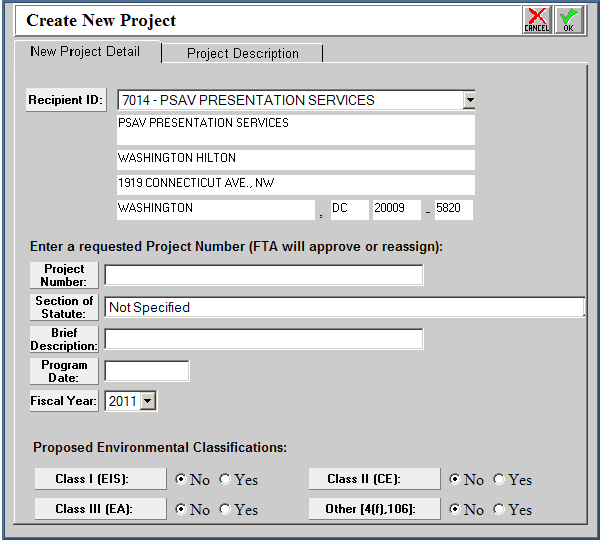 Create New Project
CANCEL OK
New Project Detail Project Description
Recipient ID: 7014 - PSAV PRESENTATION SERVICES
PSAV PRESENTATION SERVICES
WASHINGTON HILTON
1919 CONNECTICUT AVE., NW
WASHINGTON , DC 20009 - 5820
Enter a requested Project Number (FTA will approve or reassign):
Project
Number:
Section of
Statute: Not Specified
Brief
Description:
Program
Date:
Fiscal Year: 2011
Proposed Environmental Classifications:
Class I (EIS): No Yes Class II (CE): No Yes
Class III (EA): No Yes Other [4(f),106]: No Yes